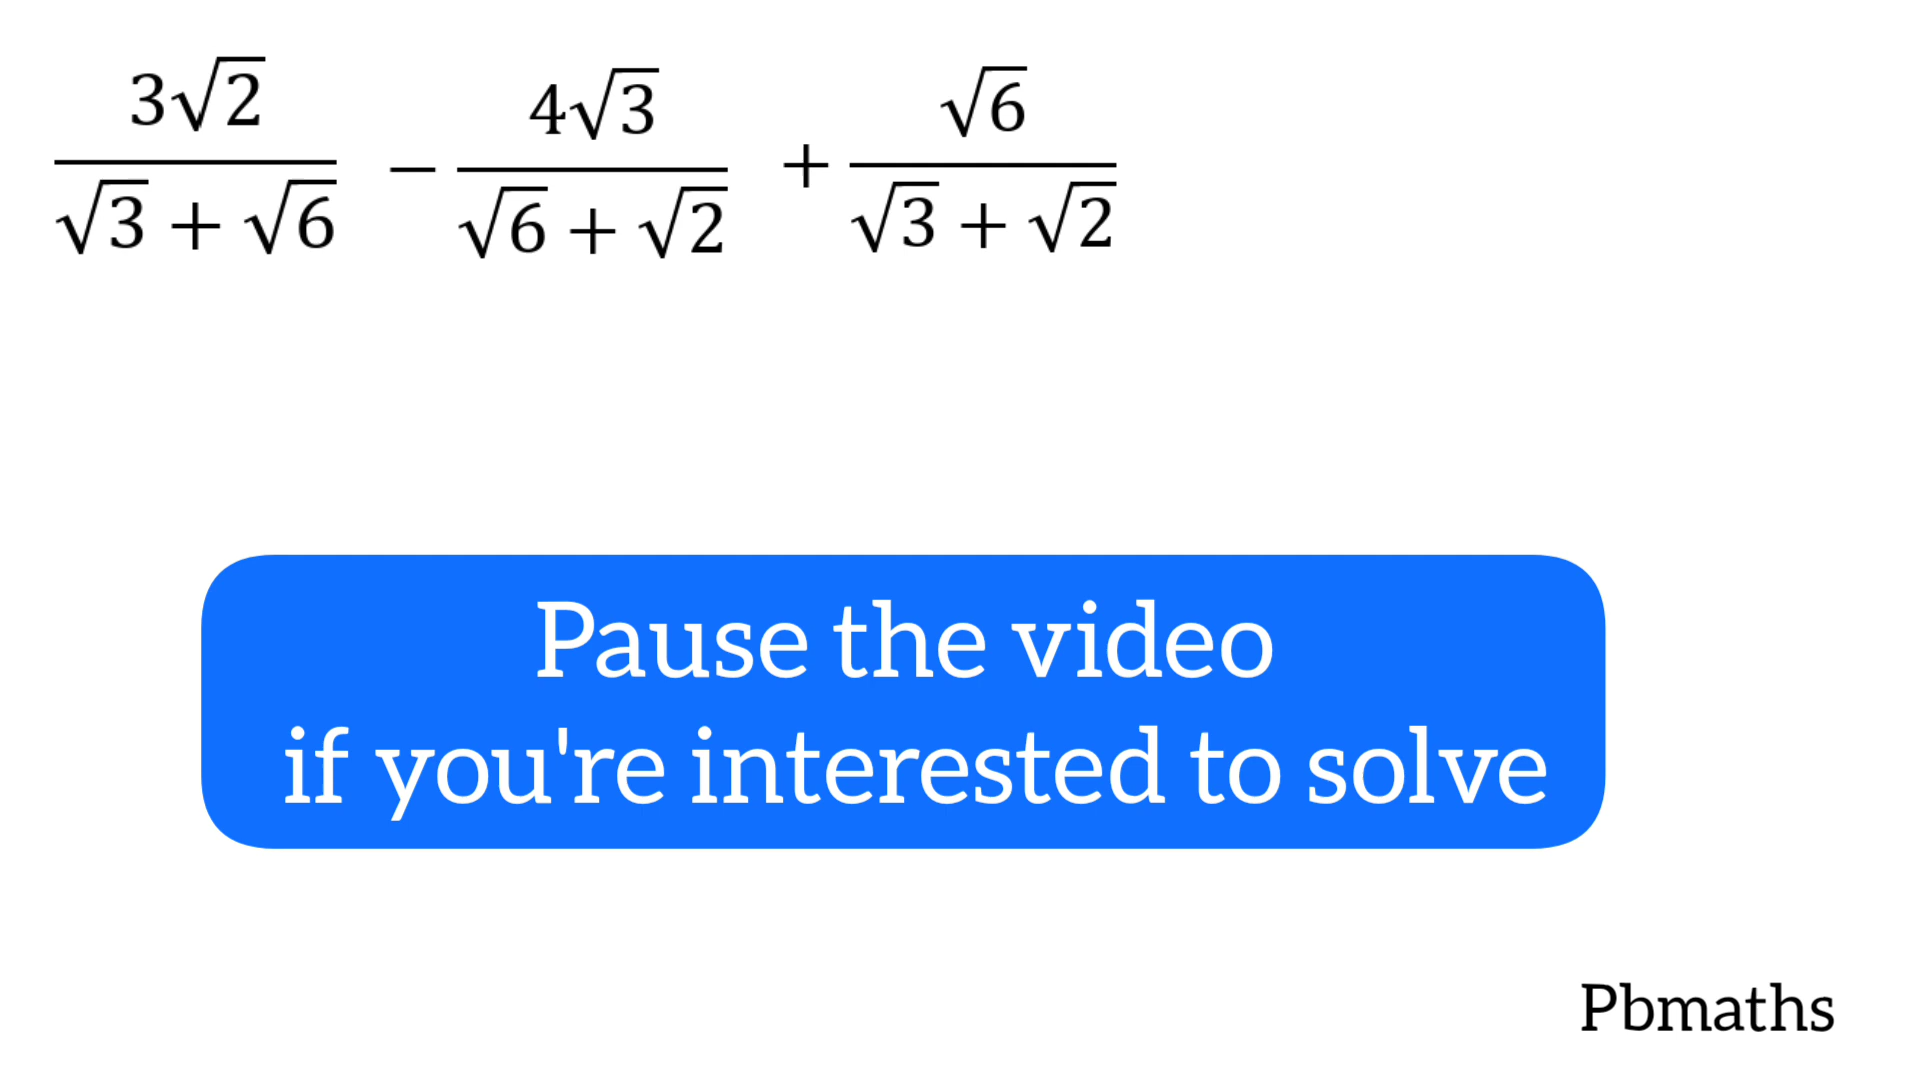 3√2/(√3 + √6) − 4√3/(√6 + √2) + √6/(√3 + √2)
Pause the video
if you're interested to solve
Pbmaths